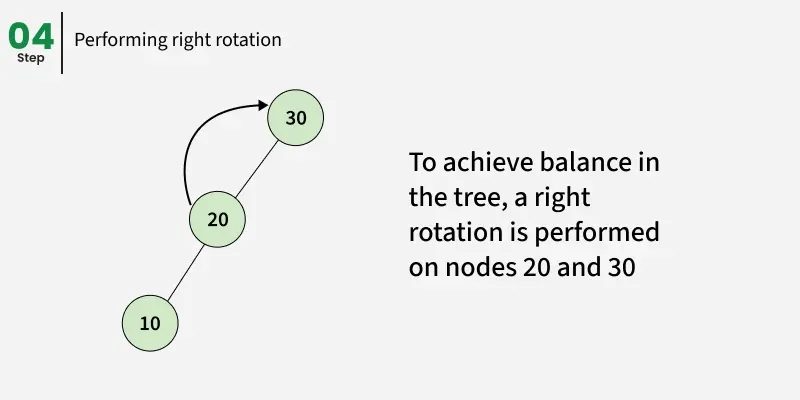 04
Step
Performing right rotation
30
20
10
To achieve balance in
the tree, a right
rotation is performed
on nodes 20 and 30